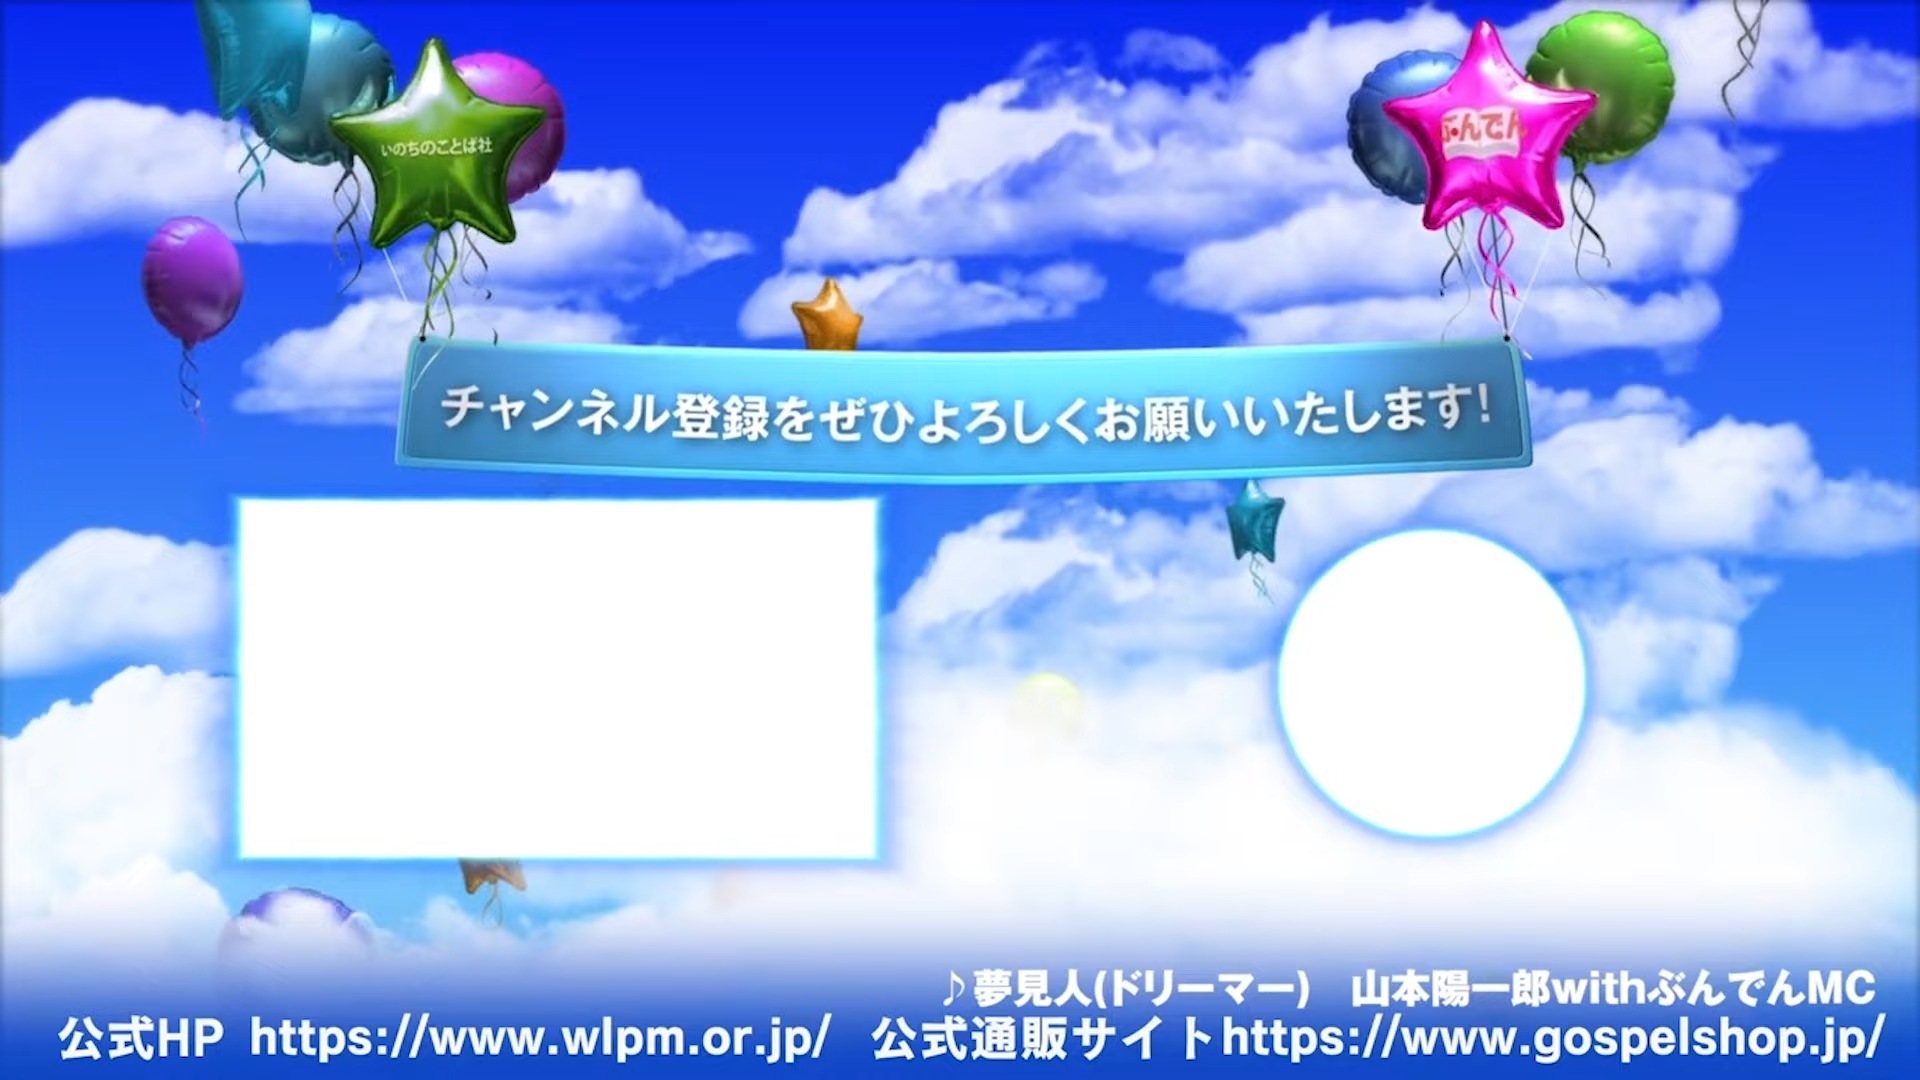 いのちのことば社
ぶんでん
チャンネル登録をぜひよろしくお願いいたします!
♪夢見人(ドリーマー) 山本陽一郎withぶんでんMC
公式HP https://www.wlpm.or.jp/ 公式通販サイトhttps://www.gospelshop.jp/